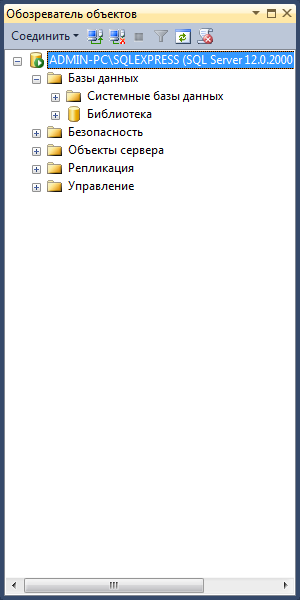 Обозреватель объектов
Соединить
ADMIN-PC\SQLEXPRESS (SQL Server 12.0.2000
Базы данных
Системные базы данных
Библиотека
Безопасность
Объекты сервера
Репликация
Управление